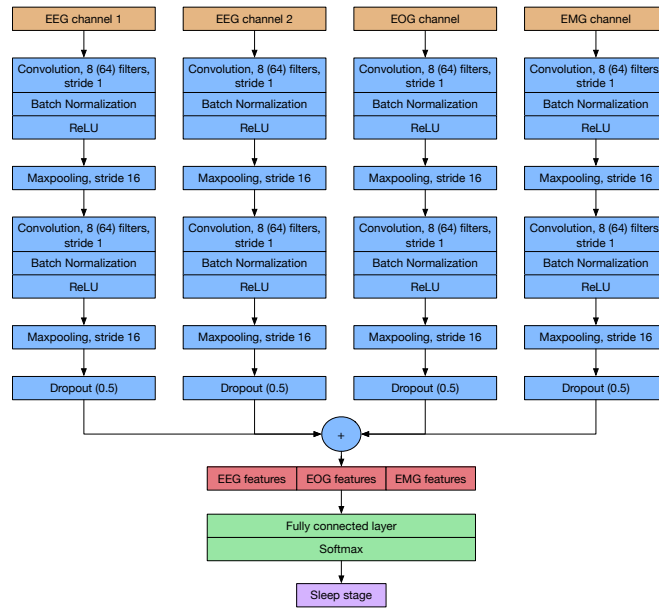 EEG channel 1
EEG channel 2
EOG channel
EMG channel
Convolution, 8 (64) filters,
stride 1
Convolution, 8 (64) filters,
stride 1
Convolution, 8 (64) filters,
stride 1
Convolution, 8 (64) filters,
stride 1
Batch Normalization
Batch Normalization
Batch Normalization
Batch Normalization
ReLU
ReLU
ReLU
ReLU
Maxpooling, stride 16
Maxpooling, stride 16
Maxpooling, stride 16
Maxpooling, stride 16
Convolution, 8 (64) filters,
stride 1
Convolution, 8 (64) filters,
stride 1
Convolution, 8 (64) filters,
stride 1
Convolution, 8 (64) filters,
stride 1
Batch Normalization
Batch Normalization
Batch Normalization
Batch Normalization
ReLU
ReLU
ReLU
ReLU
Maxpooling, stride 16
Maxpooling, stride 16
Maxpooling, stride 16
Maxpooling, stride 16
Dropout (0.5)
Dropout (0.5)
Dropout (0.5)
Dropout (0.5)
+
EEG features
EOG features
EMG features
Fully connected layer
Softmax
Sleep stage